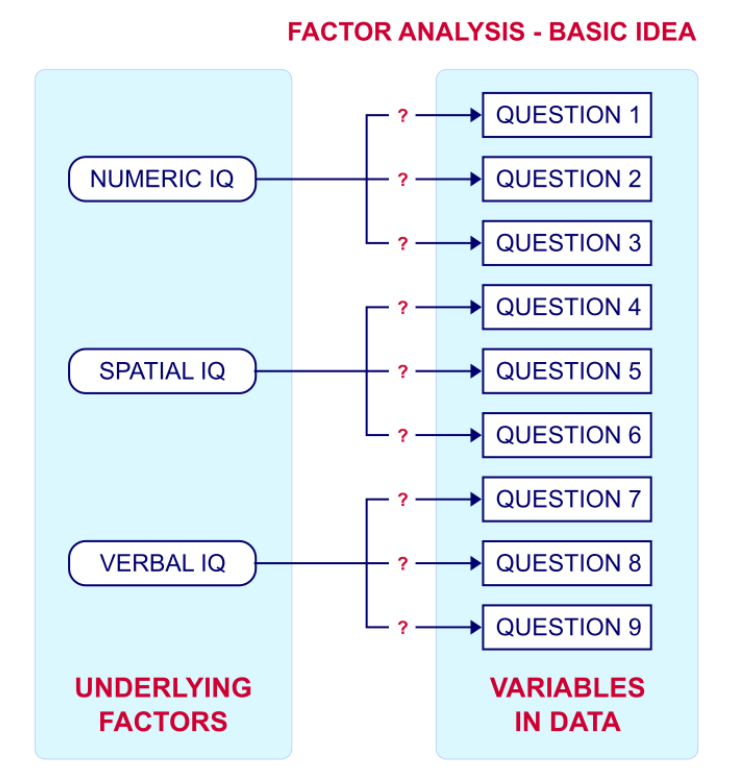 FACTOR ANALYSIS - BASIC IDEA
NUMERIC IQ
? QUESTION 1
? QUESTION 2
? QUESTION 3
SPATIAL IQ
? QUESTION 4
? QUESTION 5
? QUESTION 6
VERBAL IQ
? QUESTION 7
? QUESTION 8
? QUESTION 9
UNDERLYING
FACTORS
VARIABLES
IN DATA